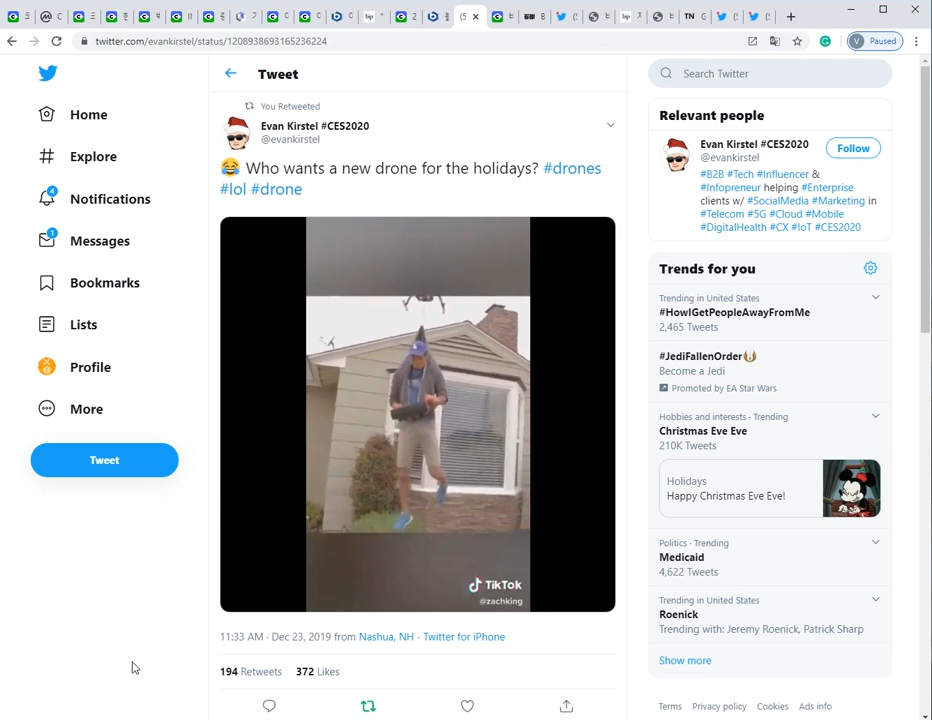 twitter.com/evankirstel/status/1208938693165236224
V Paused
Home
Explore
4
Notifications
1
Messages
Bookmarks
Lists
Profile
More
Tweet
Tweet
You Retweeted
Evan Kirstel #CES2020
@evankirstel
😂 Who wants a new drone for the holidays? #drones
#lol #drone
TikTok
@zachking
11:33 AM · Dec 23, 2019 from Nashua, NH · Twitter for iPhone
194 Retweets 372 Likes
Search Twitter
Relevant people
Evan Kirstel #CES2020
@evankirstel
Follow
#B2B #Tech #Influencer &
#Infopreneur helping #Enterprise
clients w/ #SocialMedia #Marketing in
#Telecom #5G #Cloud #Mobile
#DigitalHealth #CX #IoT #CES2020
Trends for you
Trending in United States
#HowIGetPeopleAwayFromMe
2,465 Tweets
#JediFallenOrder
Become a Jedi
Promoted by EA Star Wars
Hobbies and interests · Trending
Christmas Eve Eve
210K Tweets
Holidays
Happy Christmas Eve Eve!
Politics · Trending
Medicaid
4,622 Tweets
Trending in United States
Roenick
Trending with: Jeremy Roenick, Patrick Sharp
Show more
Terms Privacy policy Cookies Ads info